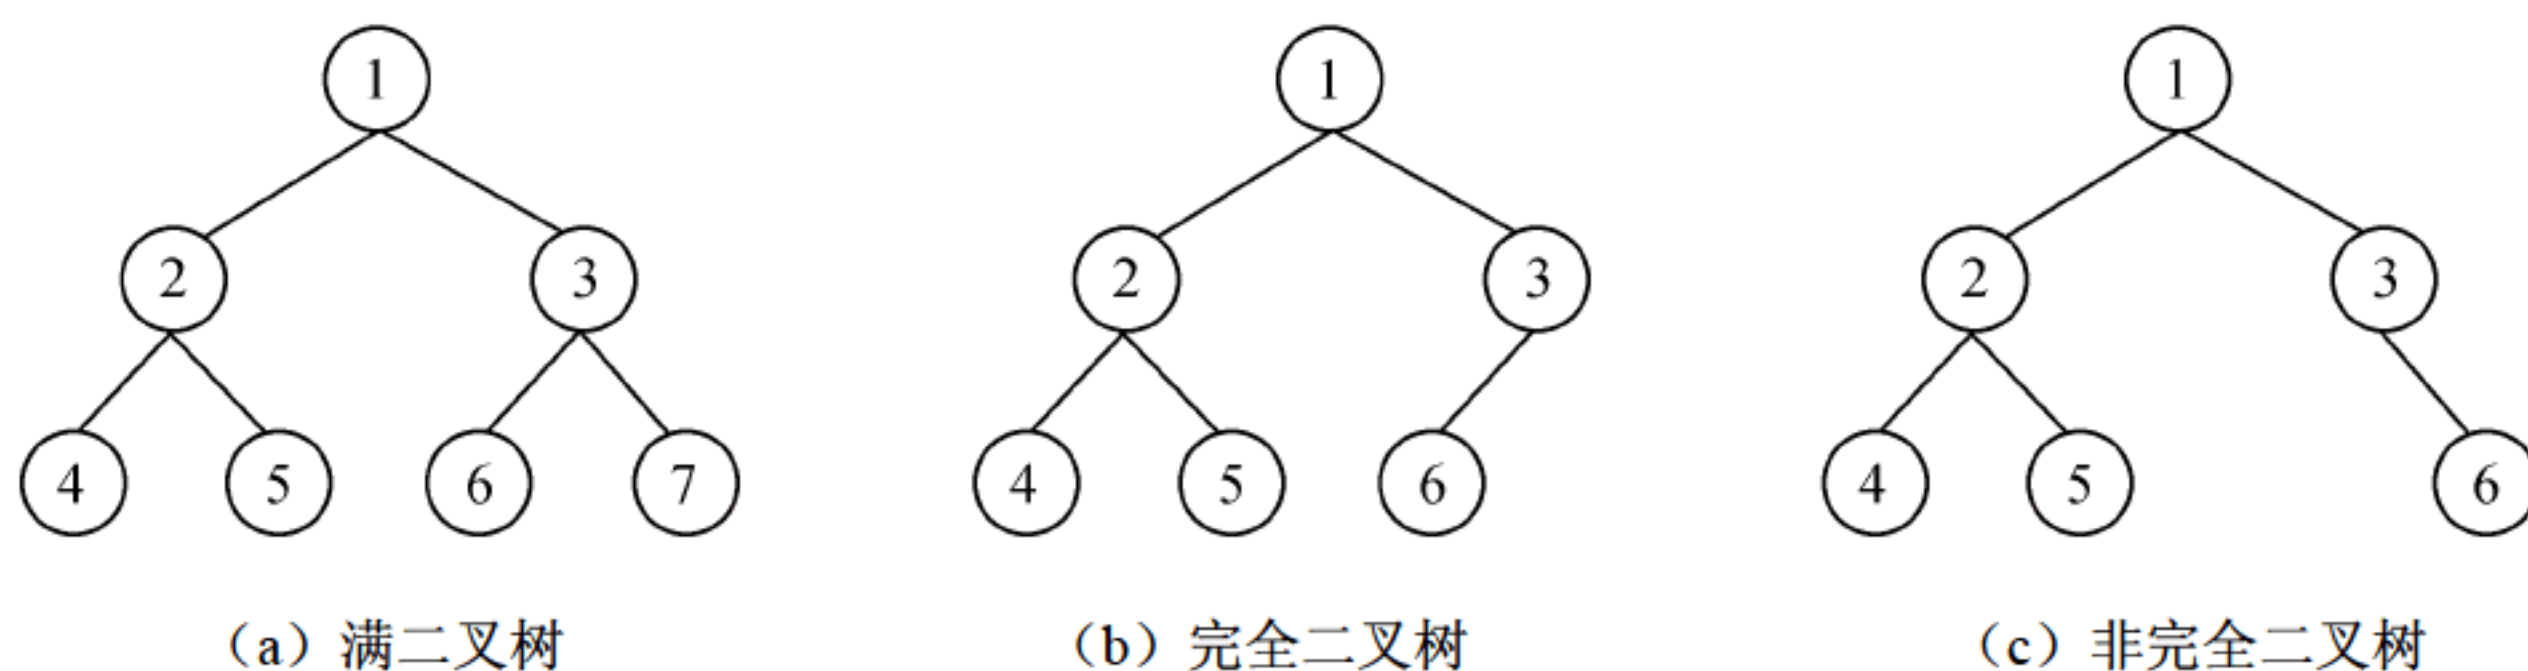 1 1 1
2 3 2 3 2 3
4 5 6 7 4 5 6 4 5 6
（a）满二叉树 （b）完全二叉树 （c）非完全二叉树